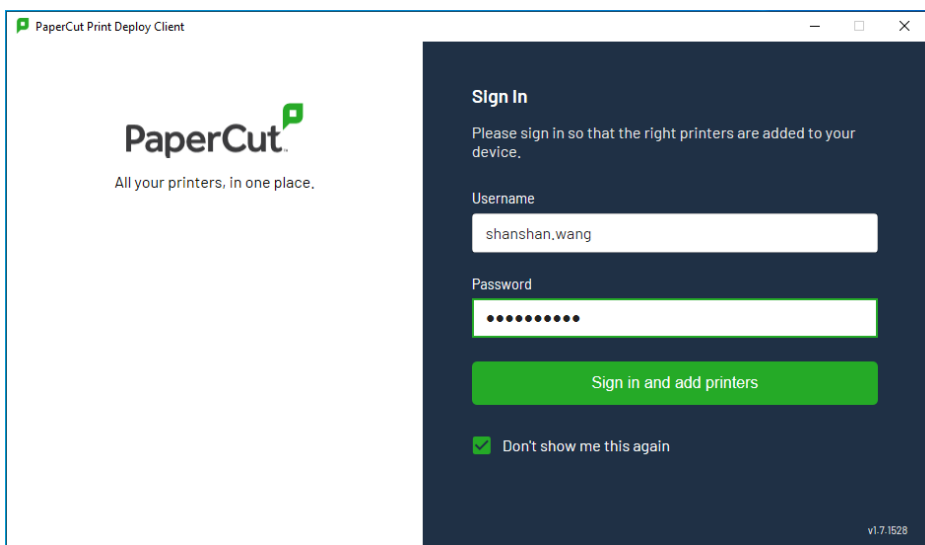 PaperCut Print Deploy Client
PaperCut™
All your printers, in one place.
Sign In
Please sign in so that the right printers are added to your
device.
Username
shanshan.wang
Password
••••••••••
Sign in and add printers
Don't show me this again
v1.7.1528